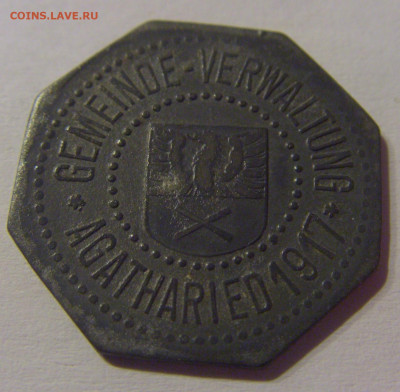 COINS.LAVE.RU
* GEMEINDE-VERWALTUNG *
AGATHARIED 1917